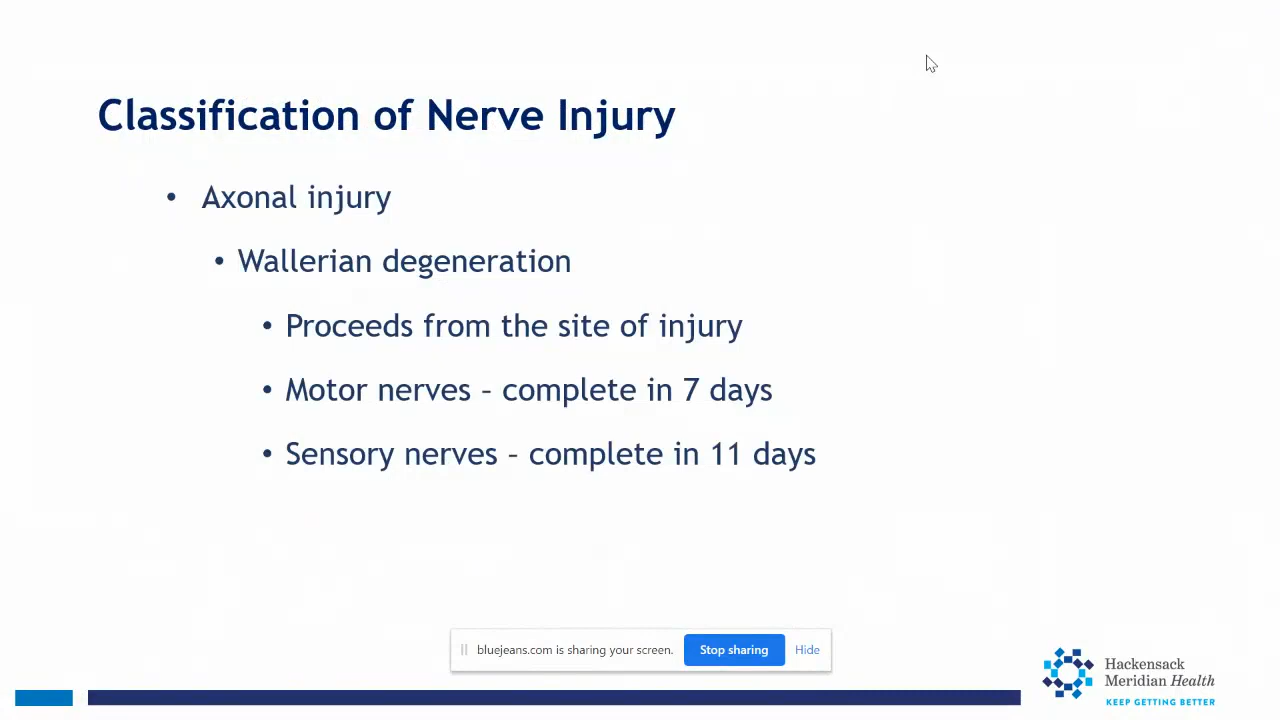 Classification of Nerve Injury
• Axonal injury
• Wallerian degeneration
• Proceeds from the site of injury
• Motor nerves – complete in 7 days
• Sensory nerves – complete in 11 days
bluejeans.com is sharing your screen. Stop sharing Hide
Hackensack
Meridian Health
KEEP GETTING BETTER